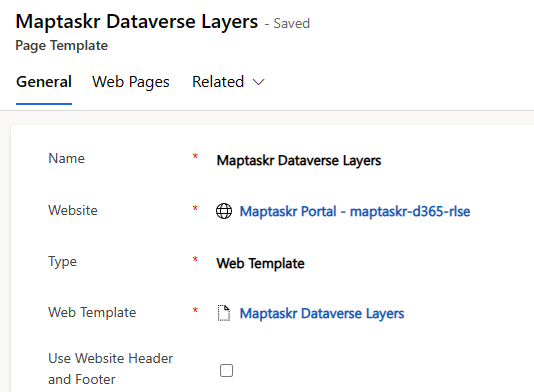 Maptaskr Dataverse Layers - Saved
Page Template
General Web Pages Related
Name * Maptaskr Dataverse Layers
Website * Maptaskr Portal - maptaskr-d365-rlse
Type * Web Template
Web Template * Maptaskr Dataverse Layers
Use Website Header
and Footer